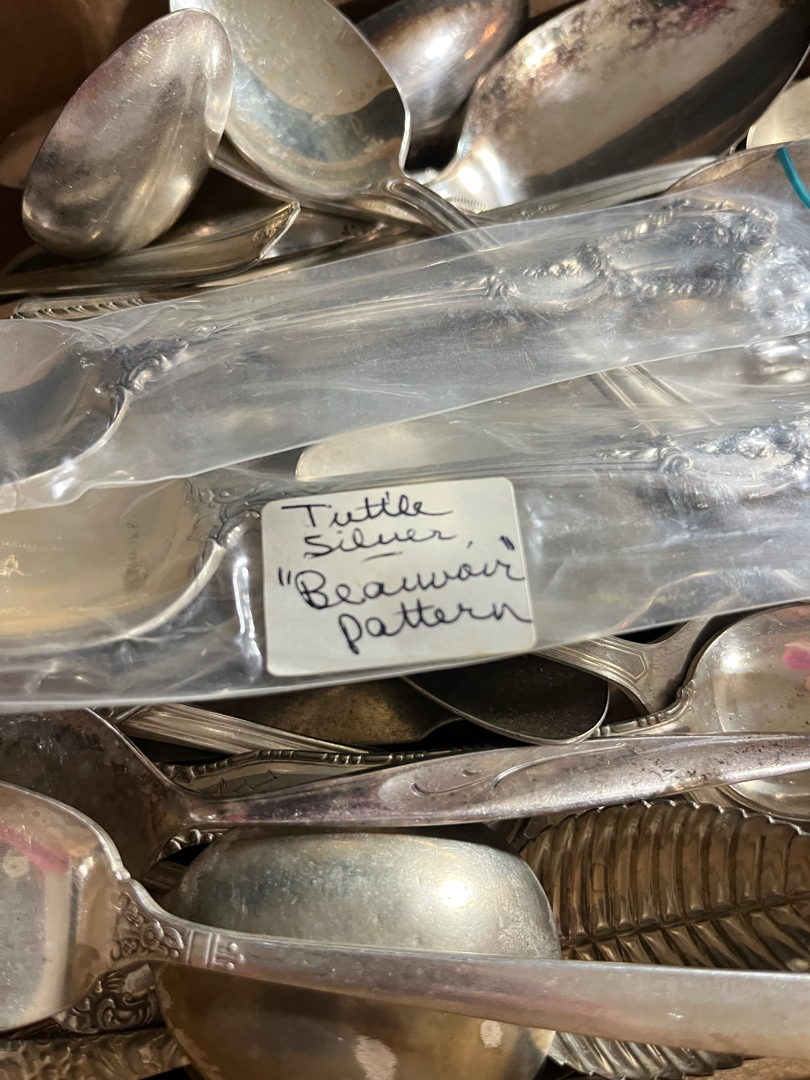 Tuttle
Silver,
"Beauvoir"
pattern